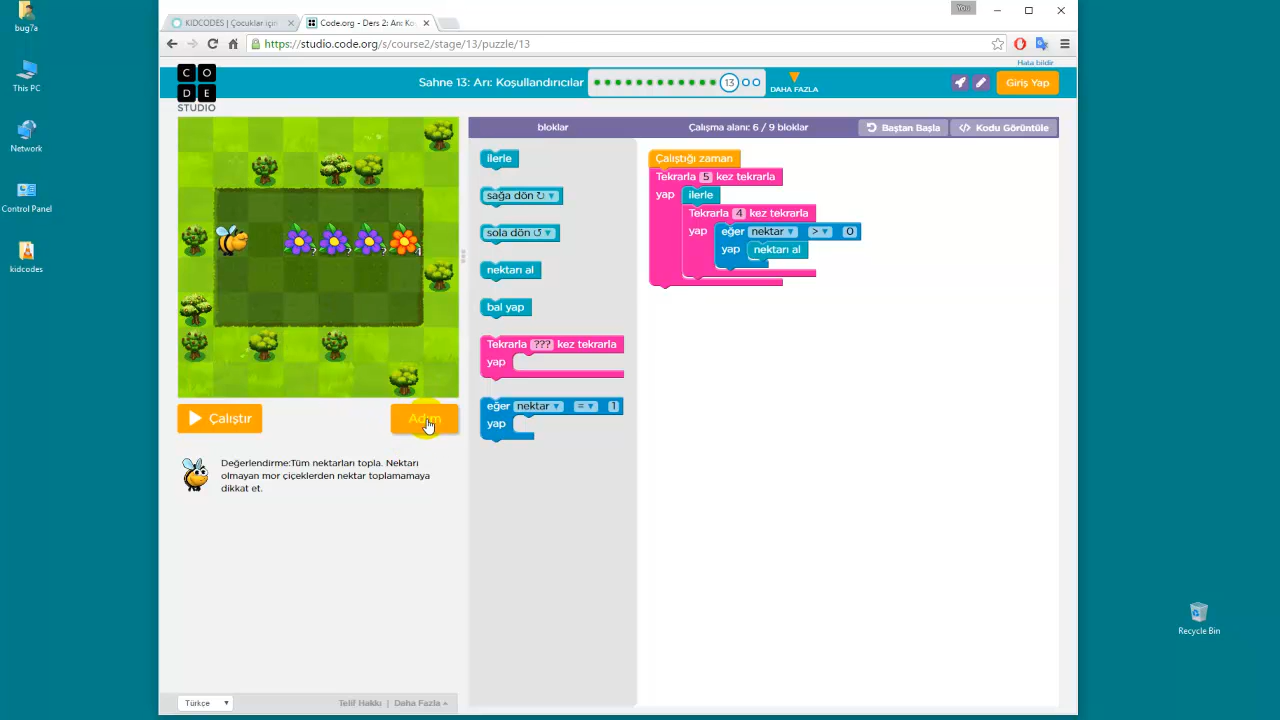 bug7a
This PC
Network
Control Panel
kidcodes
Recycle Bin
KIDCODES | Çocuklar için
Code.org - Ders 2: Arı: Ko
You
https://studio.code.org/s/course2/stage/13/puzzle/13
Hata bildir
C O
D E
STUDIO
Sahne 13: Arı: Koşullandırıcılar
13
DAHA FAZLA
Giriş Yap
bloklar
Çalışma alanı: 6 / 9 bloklar
Baştan Başla
</> Kodu Görüntüle
ilerle
sağa dön ↻
sola dön ↺
nektarı al
bal yap
Tekrarla ??? kez tekrarla
yap
eğer nektar = 1
yap
Çalıştığı zaman
Tekrarla 5 kez tekrarla
yap ilerle
Tekrarla 4 kez tekrarla
yap eğer nektar > 0
yap nektarı al
? ? ? 1
Çalıştır
Adım
Değerlendirme:Tüm nektarları topla. Nektarı
olmayan mor çiçeklerden nektar toplamamaya
dikkat et.
Türkçe
Telif Hakkı | Daha Fazla